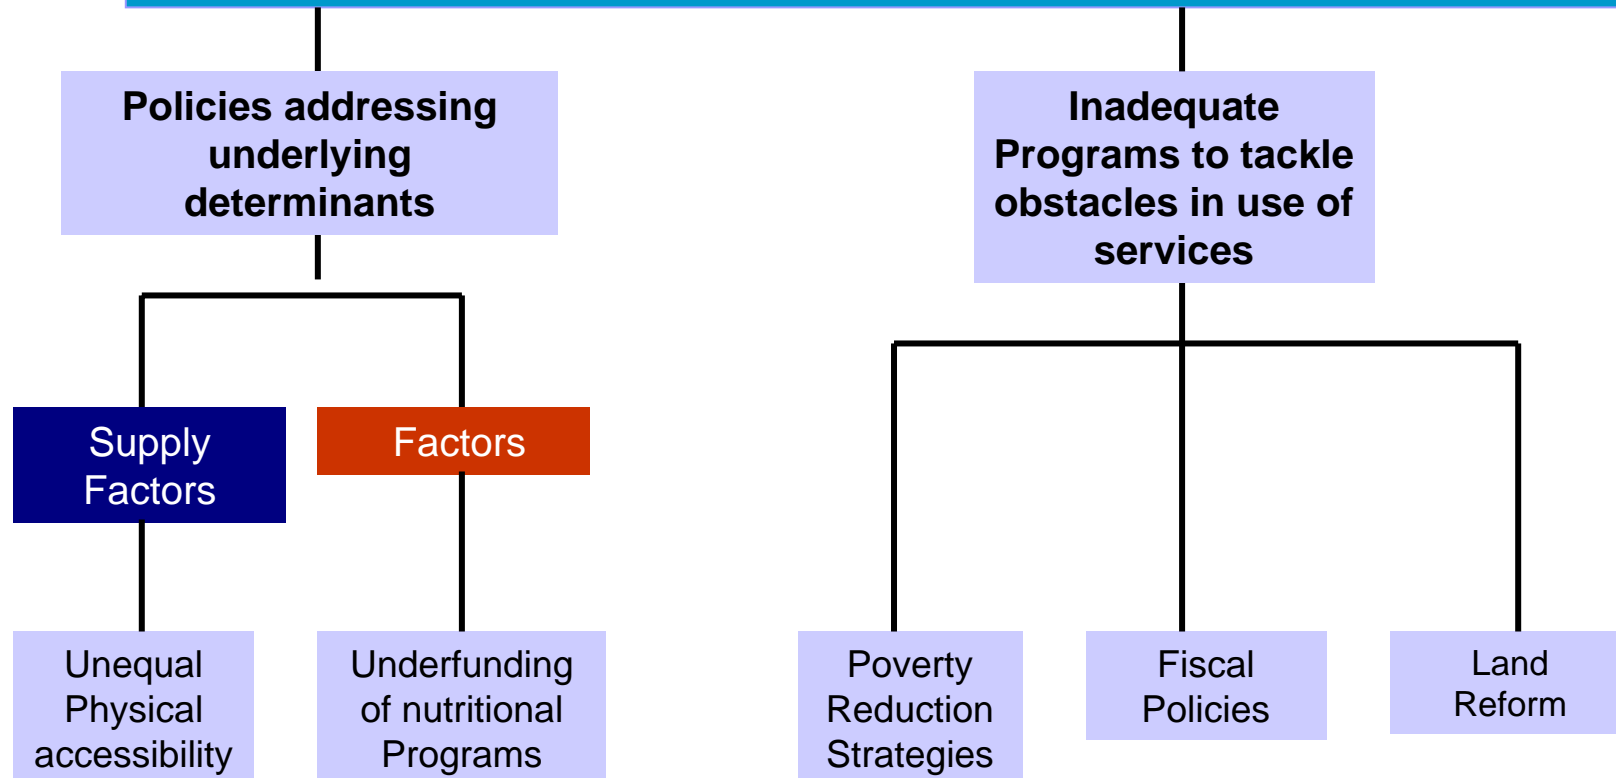 Policies addressing
underlying
determinants
Inadequate
Programs to tackle
obstacles in use of
services
Supply
Factors
Factors
Unequal
Physical
accessibility
Underfunding
of nutritional
Programs
Poverty
Reduction
Strategies
Fiscal
Policies
Land
Reform